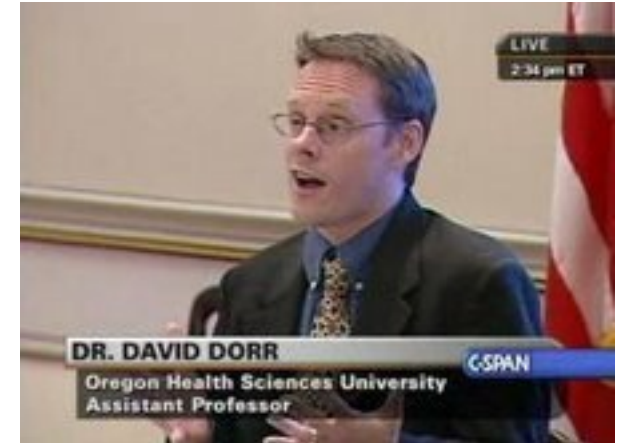 LIVE
2:34 pm ET
DR. DAVID DORR
C-SPAN
Oregon Health Sciences University
Assistant Professor